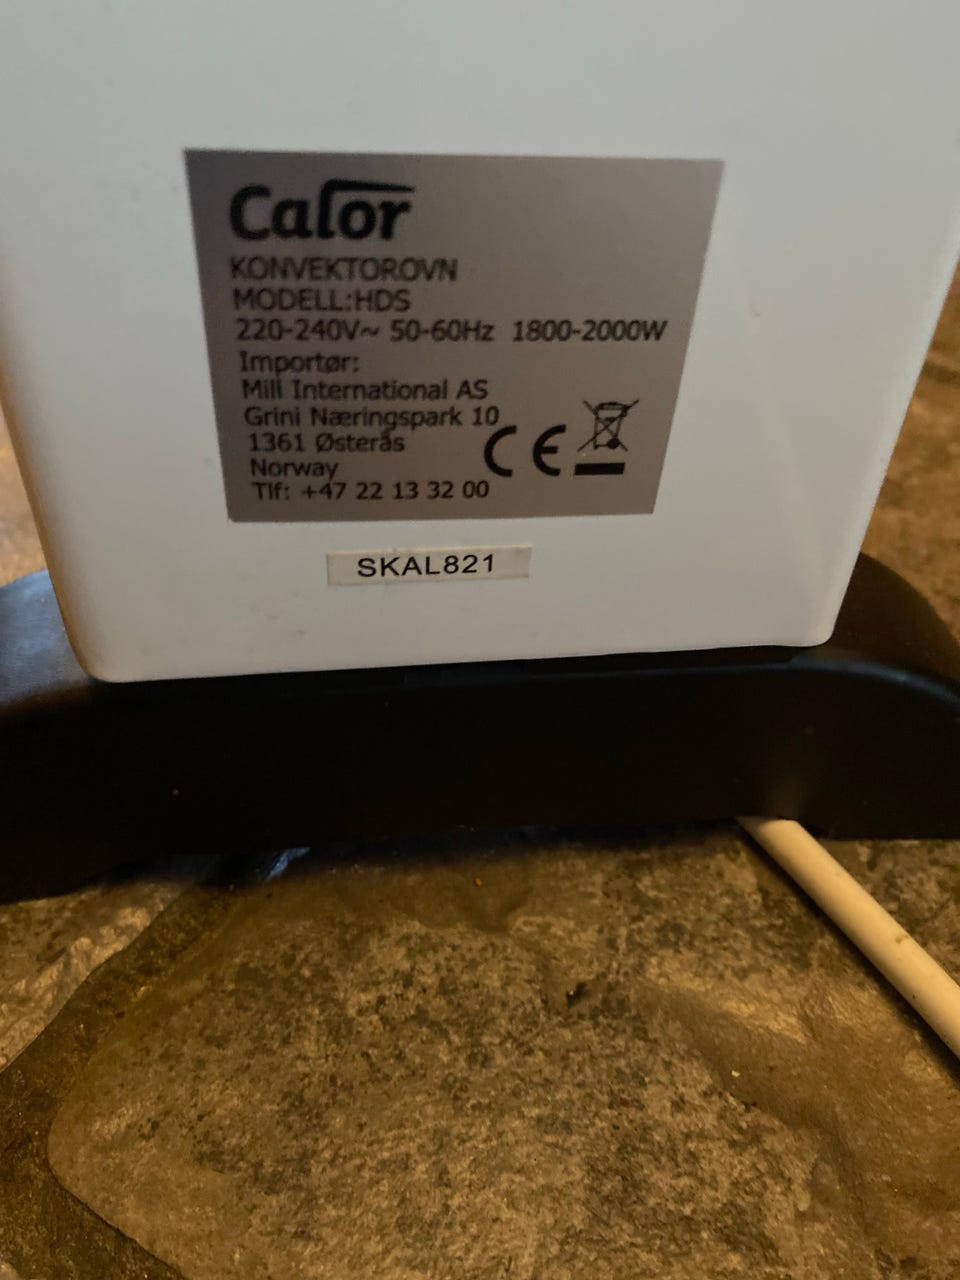 Calor
KONVEKTOROVN
MODELL:HDS
220-240V~ 50-60Hz 1800-2000W
Importør:
Mill International AS
Grini Næringspark 10
1361 Østerås
Norway
Tlf: +47 22 13 32 00
CE
SKAL821